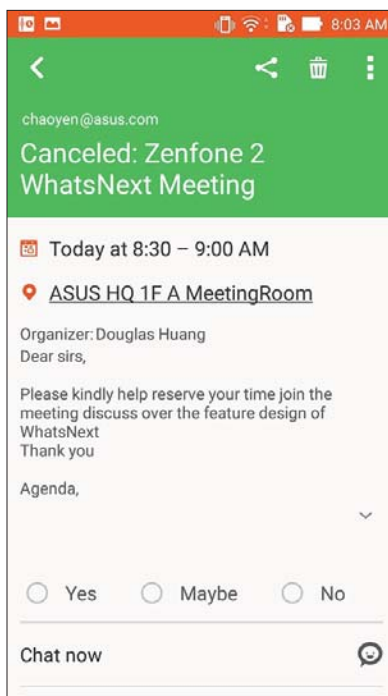 8:03 AM
chaoyen@asus.com
Canceled: Zenfone 2
WhatsNext Meeting
Today at 8:30 – 9:00 AM
ASUS HQ 1F A MeetingRoom
Organizer: Douglas Huang
Dear sirs,
Please kindly help reserve your time join the
meeting discuss over the feature design of
WhatsNext
Thank you
Agenda,
Yes Maybe No
Chat now